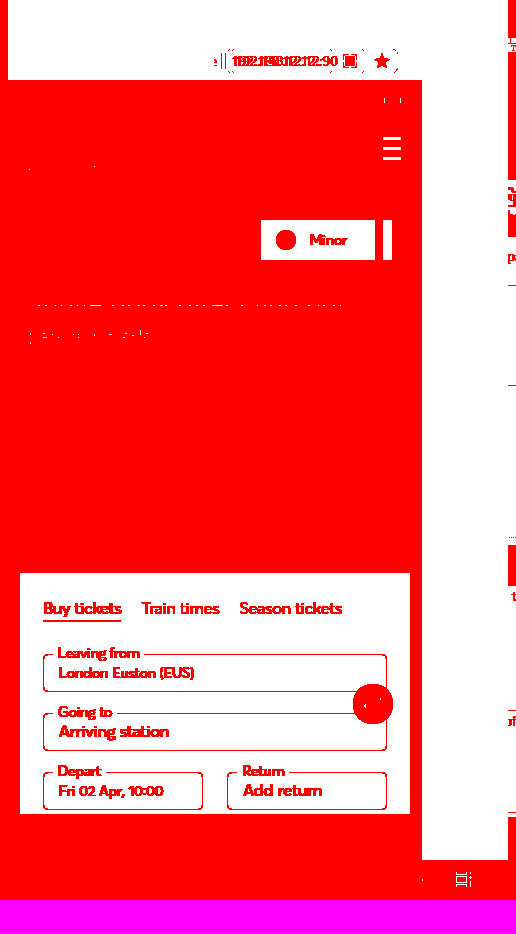 Minor
Buy tickets Train times Season tickets
Leaving from
London Euston (EUS)
Going to
Arriving station
Depart Return
Fri 02 Apr, 10:00 Add return